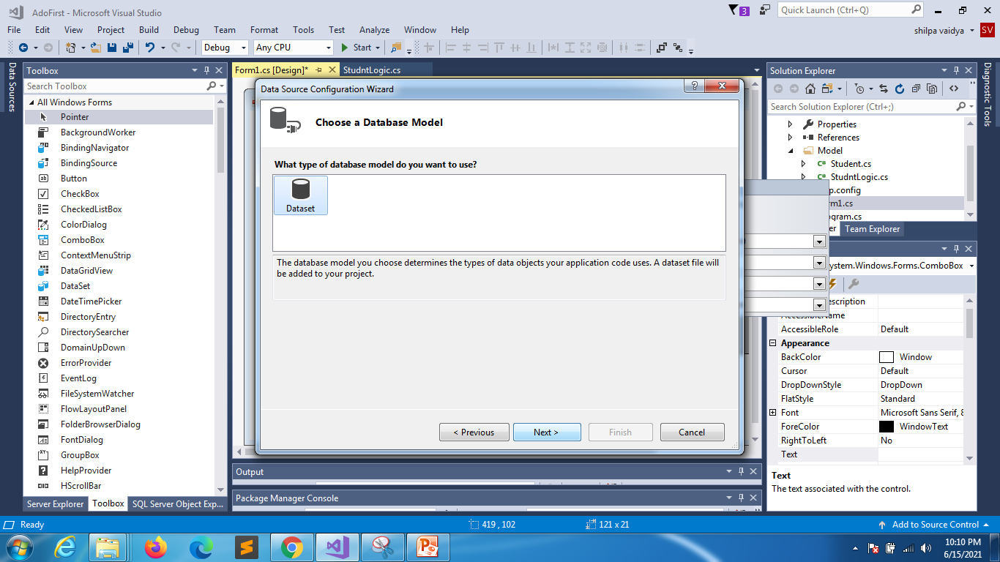 AdoFirst - Microsoft Visual Studio
3
Quick Launch (Ctrl+Q)
File Edit View Project Build Debug Team Format Tools Test Analyze Window Help
shilpa vaidya SV
Debug Any CPU Start
Data Sources
Toolbox
Search Toolbox
All Windows Forms
Pointer
BackgroundWorker
BindingNavigator
BindingSource
Button
CheckBox
CheckedListBox
ColorDialog
ComboBox
ContextMenuStrip
DataGridView
DataSet
DateTimePicker
DirectoryEntry
DirectorySearcher
DomainUpDown
ErrorProvider
EventLog
FileSystemWatcher
FlowLayoutPanel
FolderBrowserDialog
FontDialog
GroupBox
HelpProvider
HScrollBar
Server Explorer Toolbox SQL Server Object Exp...
Form1.cs [Design]* StudntLogic.cs
Data Source Configuration Wizard
?
Choose a Database Model
What type of database model do you want to use?
Dataset
The database model you choose determines the types of data objects your application code uses. A dataset file will
be added to your project.
< Previous Next > Finish Cancel
Output
Package Manager Console
Solution Explorer
Search Solution Explorer (Ctrl+;)
Properties
References
Model
C# Student.cs
C# StudntLogic.cs
p.config
rm1.cs
ogram.cs
er Team Explorer
ystem.Windows.Forms.ComboBox
escription
AccessibleName
AccessibleRole Default
Appearance
BackColor Window
Cursor Default
DropDownStyle DropDown
FlatStyle Standard
Font Microsoft Sans Serif, 8
ForeColor WindowText
RightToLeft No
Text
Text
The text associated with the control.
Diagnostic Tools
Ready 419 , 102 121 x 21 Add to Source Control
10:10 PM
6/15/2021